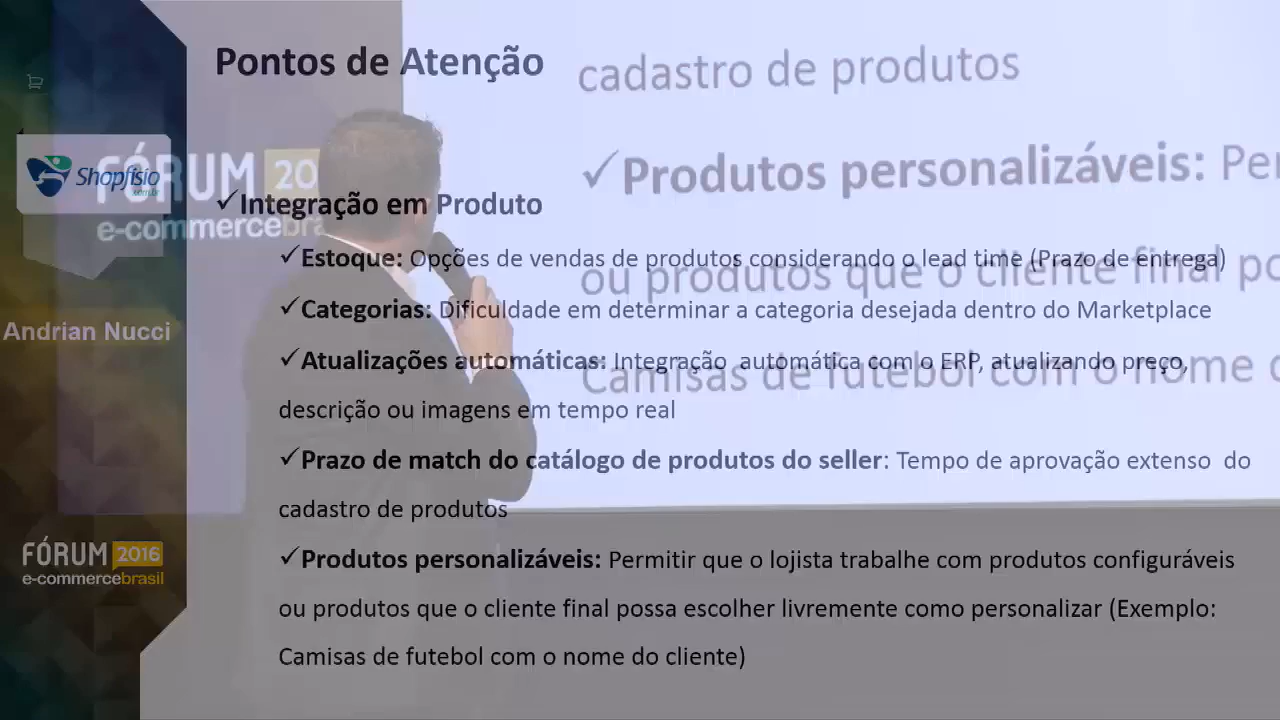 Pontos de Atenção
cadastro de produtos
Shopfisio
.com.br
FÓRUM 20
e-commercebra
✓Produtos personalizáveis: Per
✓Integração em Produto
✓Estoque: Opções de vendas de produtos considerando o lead time (Prazo de entrega)
ou produtos que o cliente final po
✓Categorias: Dificuldade em determinar a categoria desejada dentro do Marketplace
Andrian Nucci
✓Atualizações automáticas: Integração automática com o ERP, atualizando preço,
Camisas de futebol com o nome d
descrição ou imagens em tempo real
✓Prazo de match do catálogo de produtos do seller: Tempo de aprovação extenso do
cadastro de produtos
✓Produtos personalizáveis: Permitir que o lojista trabalhe com produtos configuráveis
ou produtos que o cliente final possa escolher livremente como personalizar (Exemplo:
Camisas de futebol com o nome do cliente)
FÓRUM 2016
e-commercebrasil